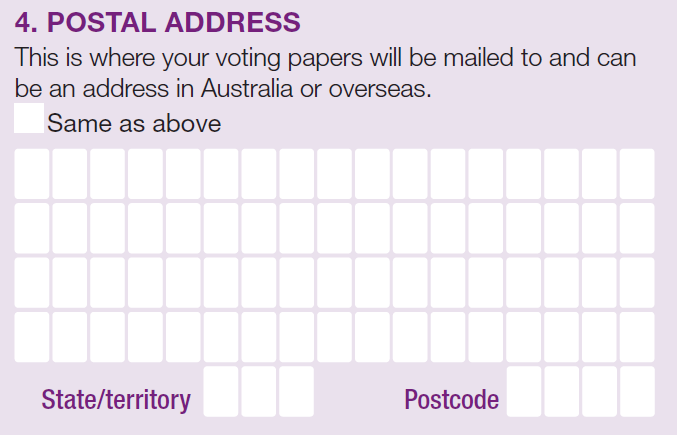 4. POSTAL ADDRESS
This is where your voting papers will be mailed to and can
be an address in Australia or overseas.
Same as above
State/territory
Postcode